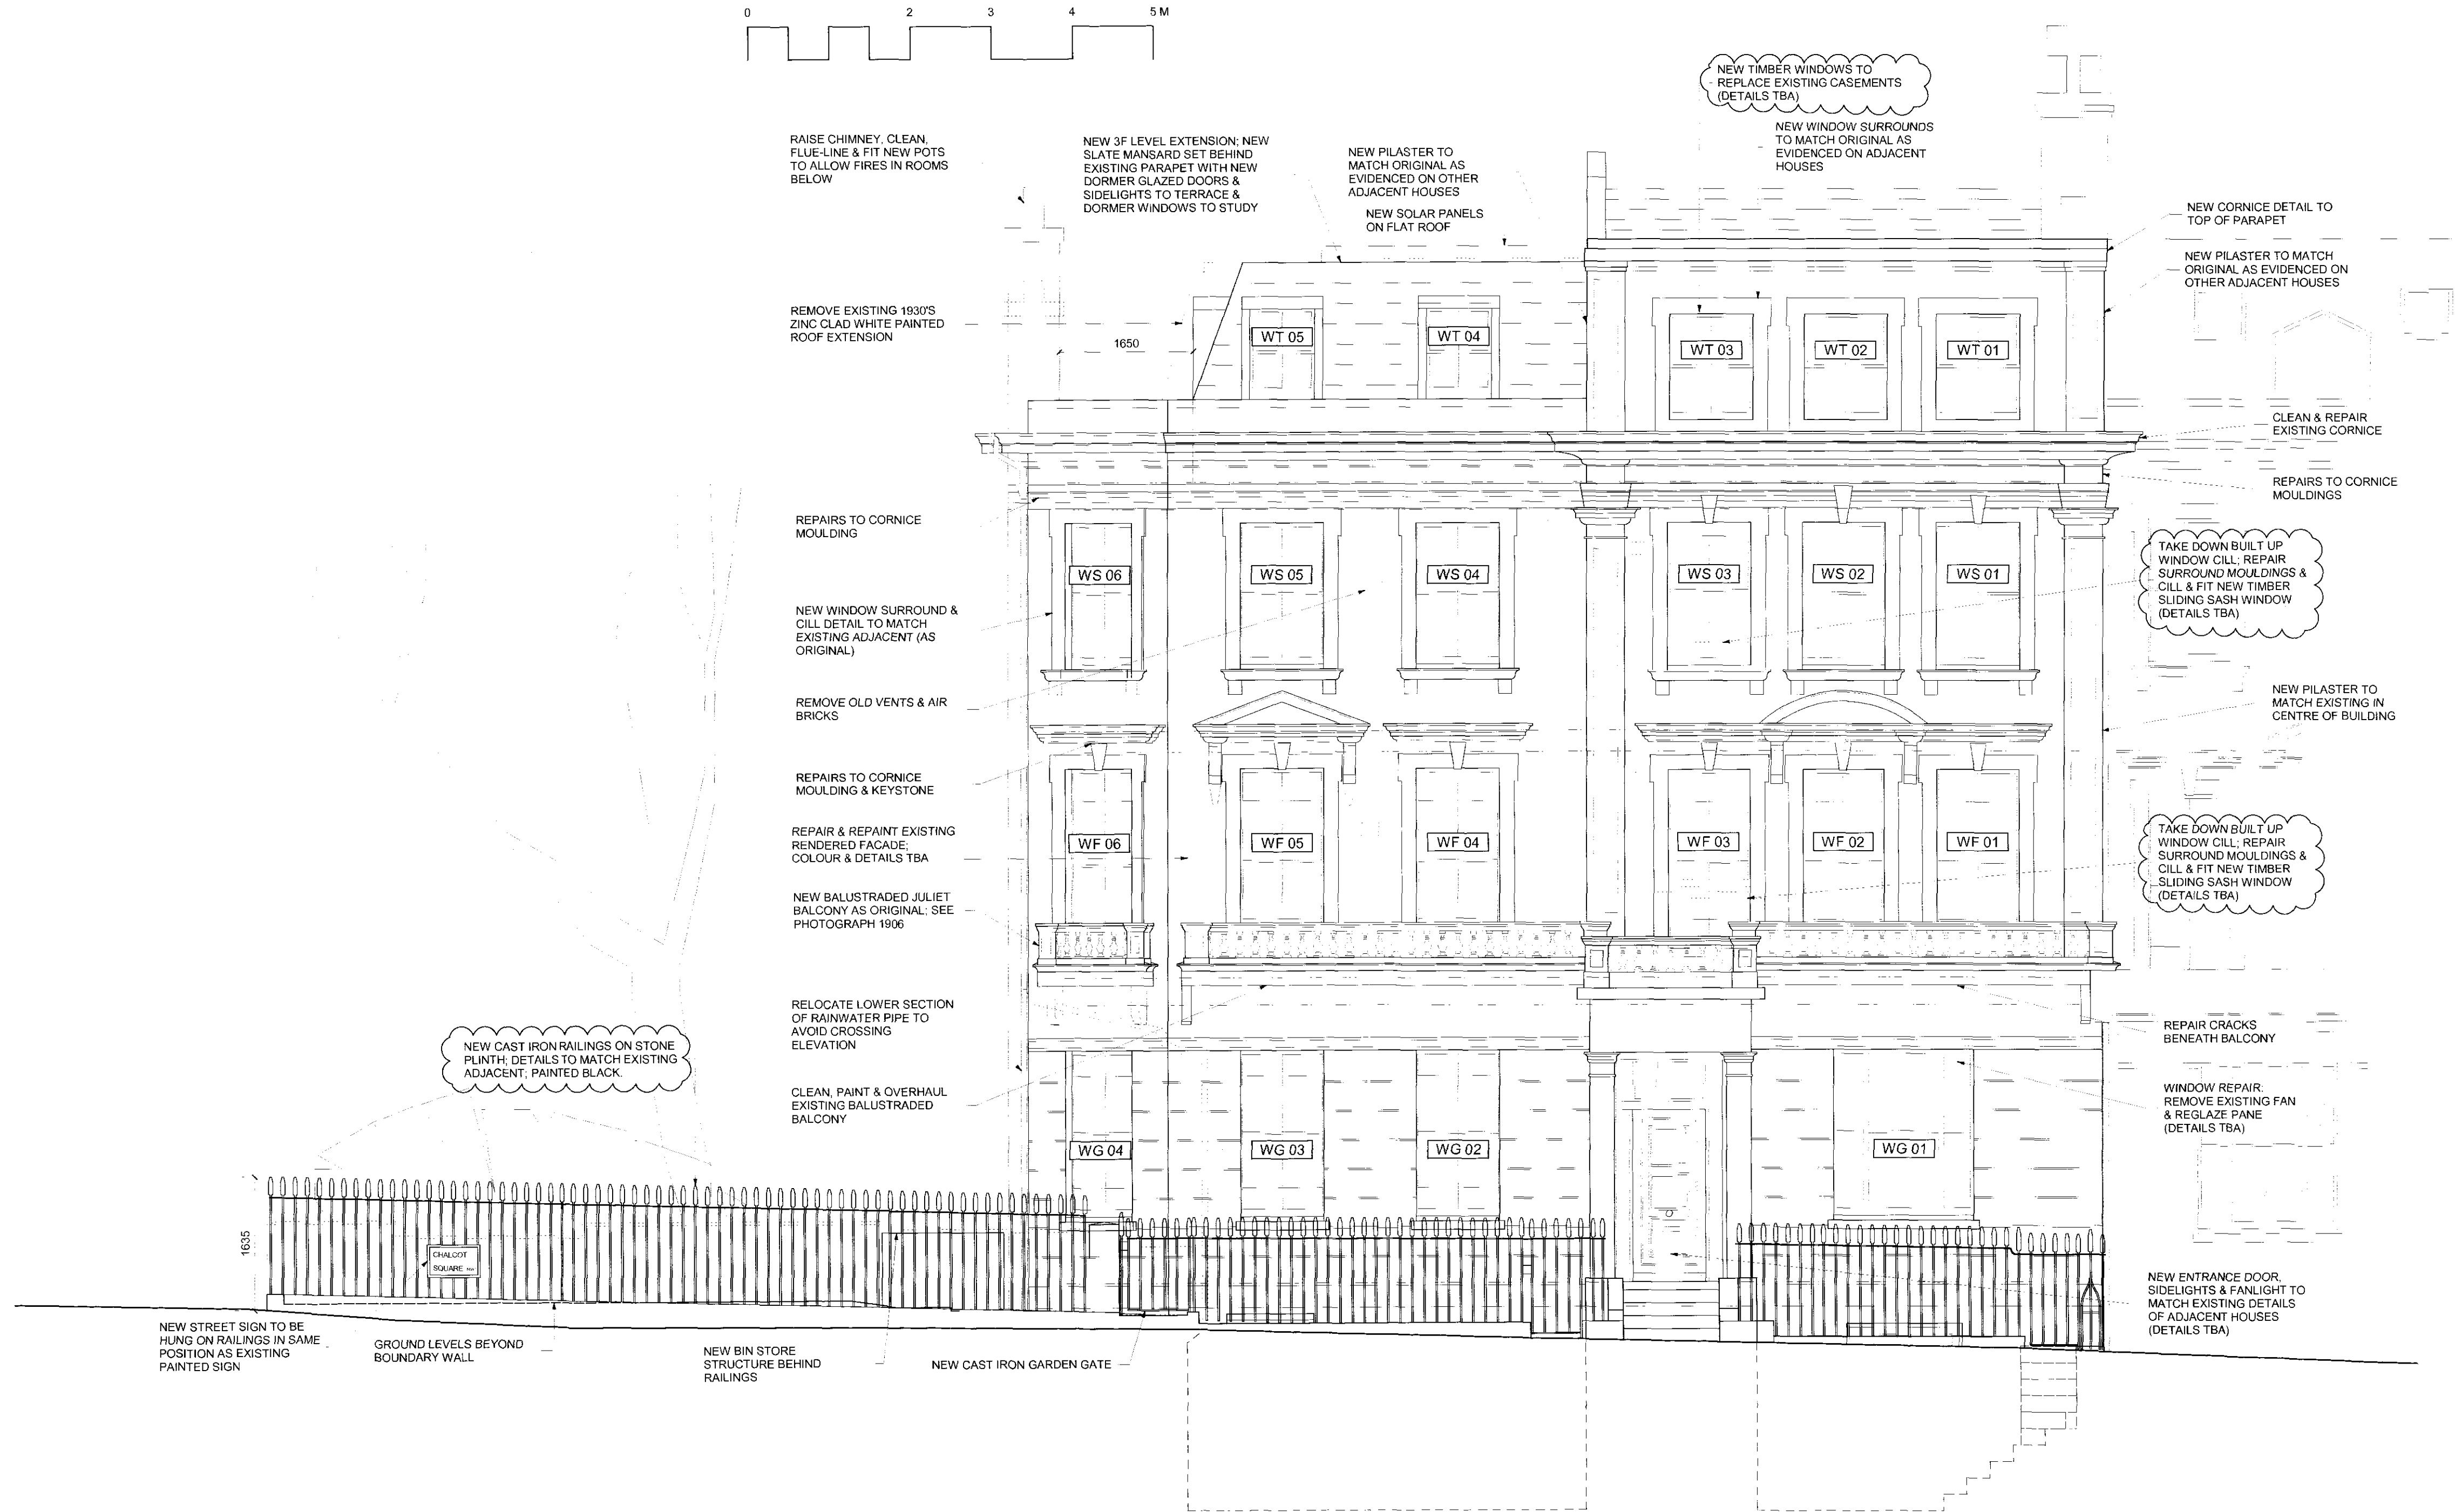 0 2 3 4 5 M
NEW TIMBER WINDOWS TO
REPLACE EXISTING CASEMENTS
(DETAILS TBA)
RAISE CHIMNEY, CLEAN,
FLUE-LINE & FIT NEW POTS
TO ALLOW FIRES IN ROOMS
BELOW
NEW 3F LEVEL EXTENSION; NEW
SLATE MANSARD SET BEHIND
EXISTING PARAPET WITH NEW
DORMER GLAZED DOORS &
SIDELIGHTS TO TERRACE &
DORMER WINDOWS TO STUDY
NEW PILASTER TO
MATCH ORIGINAL AS
EVIDENCED ON OTHER
ADJACENT HOUSES
NEW SOLAR PANELS
ON FLAT ROOF
NEW WINDOW SURROUNDS
TO MATCH ORIGINAL AS
EVIDENCED ON ADJACENT
HOUSES
NEW CORNICE DETAIL TO
TOP OF PARAPET
NEW PILASTER TO MATCH
ORIGINAL AS EVIDENCED ON
OTHER ADJACENT HOUSES
REMOVE EXISTING 1930'S
ZINC CLAD WHITE PAINTED
ROOF EXTENSION
1650
WT 05
WT 04
WT 03
WT 02
WT 01
CLEAN & REPAIR
EXISTING CORNICE
REPAIRS TO CORNICE
MOULDINGS
REPAIRS TO CORNICE
MOULDING
WS 06
WS 05
WS 04
WS 03
WS 02
WS 01
TAKE DOWN BUILT UP
WINDOW CILL; REPAIR
SURROUND MOULDINGS &
CILL & FIT NEW TIMBER
SLIDING SASH WINDOW
(DETAILS TBA)
NEW WINDOW SURROUND &
CILL DETAIL TO MATCH
EXISTING ADJACENT (AS
ORIGINAL)
REMOVE OLD VENTS & AIR
BRICKS
NEW PILASTER TO
MATCH EXISTING IN
CENTRE OF BUILDING
REPAIRS TO CORNICE
MOULDING & KEYSTONE
REPAIR & REPAINT EXISTING
RENDERED FACADE;
COLOUR & DETAILS TBA
WF 06
WF 05
WF 04
WF 03
WF 02
WF 01
TAKE DOWN BUILT UP
WINDOW CILL; REPAIR
SURROUND MOULDINGS &
CILL & FIT NEW TIMBER
SLIDING SASH WINDOW
(DETAILS TBA)
NEW BALUSTRADED JULIET
BALCONY AS ORIGINAL; SEE
PHOTOGRAPH 1906
RELOCATE LOWER SECTION
OF RAINWATER PIPE TO
AVOID CROSSING
ELEVATION
NEW CAST IRON RAILINGS ON STONE
PLINTH; DETAILS TO MATCH EXISTING
ADJACENT; PAINTED BLACK.
REPAIR CRACKS
BENEATH BALCONY
CLEAN, PAINT & OVERHAUL
EXISTING BALUSTRADED
BALCONY
WINDOW REPAIR:
REMOVE EXISTING FAN
& REGLAZE PANE
(DETAILS TBA)
WG 04
WG 03
WG 02
WG 01
1635
CHALCOT
SQUARE NW
NEW ENTRANCE DOOR,
SIDELIGHTS & FANLIGHT TO
MATCH EXISTING DETAILS
OF ADJACENT HOUSES
(DETAILS TBA)
NEW STREET SIGN TO BE
HUNG ON RAILINGS IN SAME
POSITION AS EXISTING
PAINTED SIGN
GROUND LEVELS BEYOND
BOUNDARY WALL
NEW BIN STORE
STRUCTURE BEHIND
RAILINGS
NEW CAST IRON GARDEN GATE